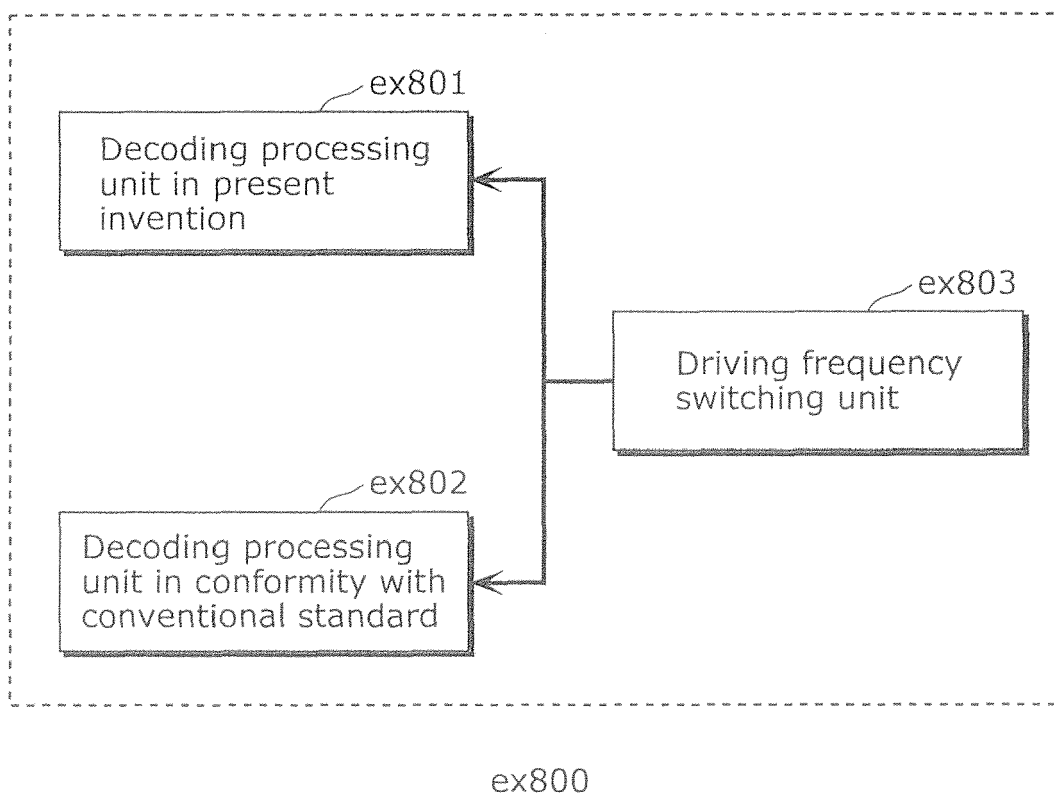 ex801
Decoding processing
unit in present
invention
ex803
Driving frequency
switching unit
ex802
Decoding processing
unit in conformity with
conventional standard
ex800